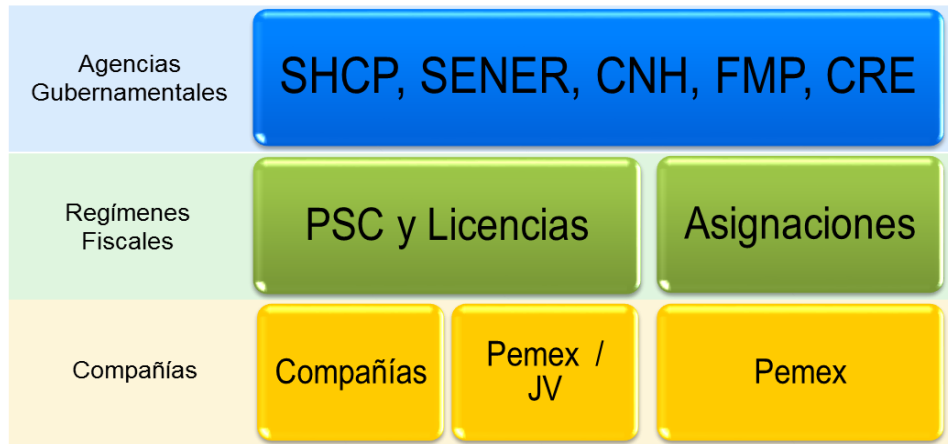 Agencias
Gubernamentales
SHCP, SENER, CNH, FMP, CRE
Regímenes
Fiscales
PSC y Licencias
Asignaciones
Compañías
Compañías
Pemex /
JV
Pemex